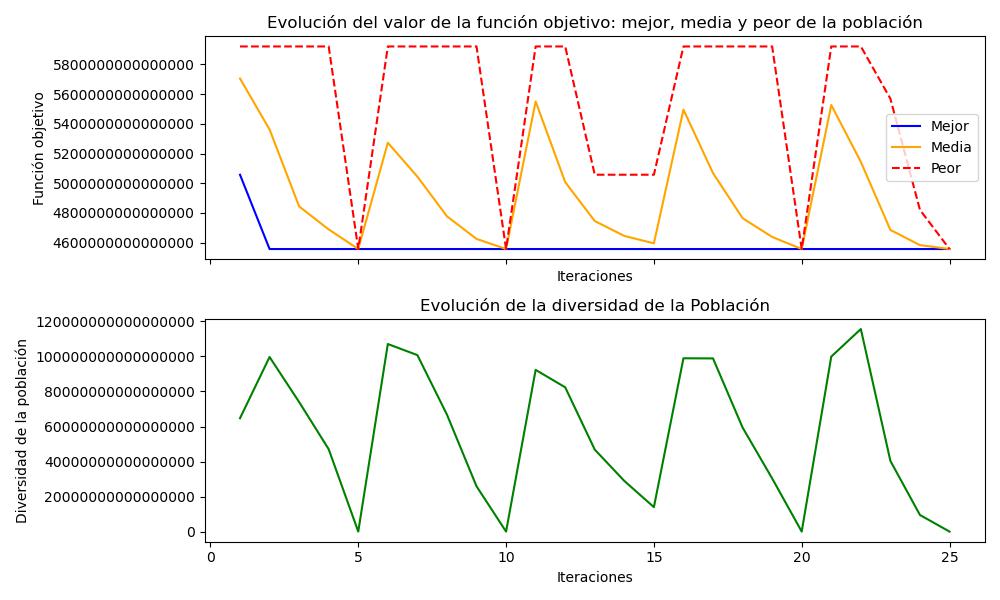 Evolución del valor de la función objetivo: mejor, media y peor de la población
Función objetivo
5800000000000000
5600000000000000
5400000000000000
5200000000000000
5000000000000000
4800000000000000
4600000000000000
Mejor
Media
Peor
Iteraciones
Evolución de la diversidad de la Población
Diversidad de la población
120000000000000000
100000000000000000
80000000000000000
60000000000000000
40000000000000000
20000000000000000
0
0 5 10 15 20 25
Iteraciones